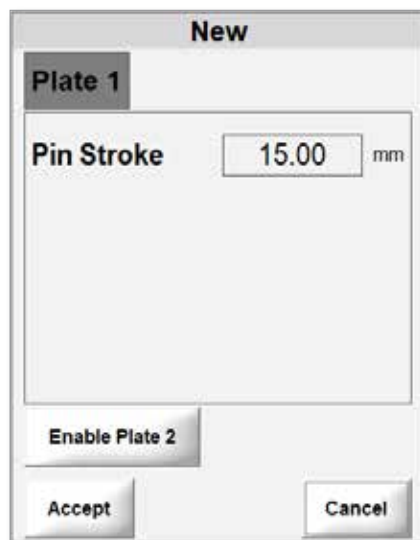 New
Plate 1
Pin Stroke 15.00 mm
Enable Plate 2
Accept Cancel